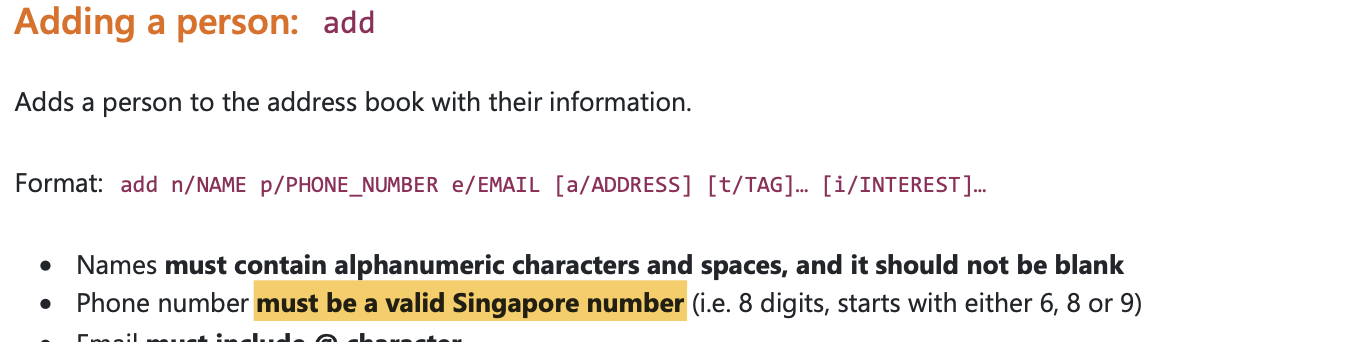 Adding a person: add
Adds a person to the address book with their information.
Format: add n/NAME p/PHONE_NUMBER e/EMAIL [a/ADDRESS] [t/TAG]… [i/INTEREST]…
• Names must contain alphanumeric characters and spaces, and it should not be blank
• Phone number must be a valid Singapore number (i.e. 8 digits, starts with either 6, 8 or 9)
• Email must include @ character